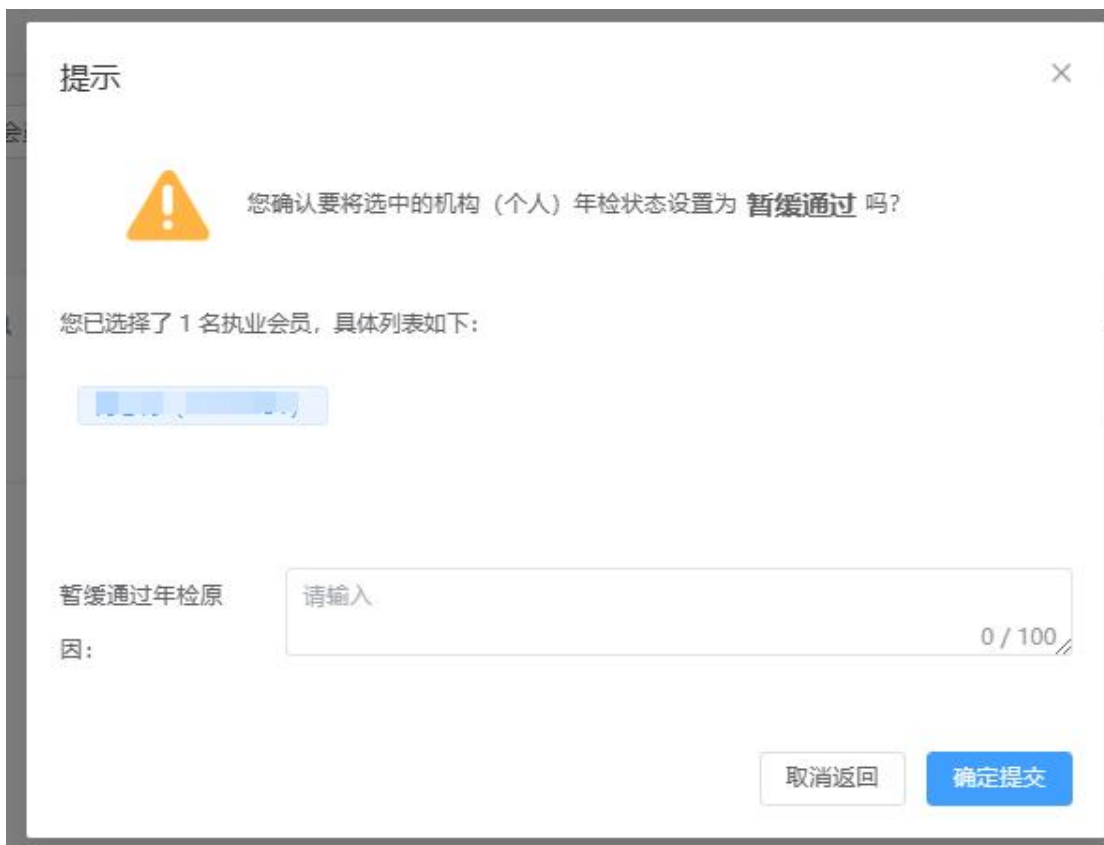 提示
您确认要将选中的机构（个人）年检状态设置为 暂缓通过 吗?
您已选择了 1 名执业会员，具体列表如下：
暂缓通过年检原
因：
请输入
0 / 100
取消返回
确定提交